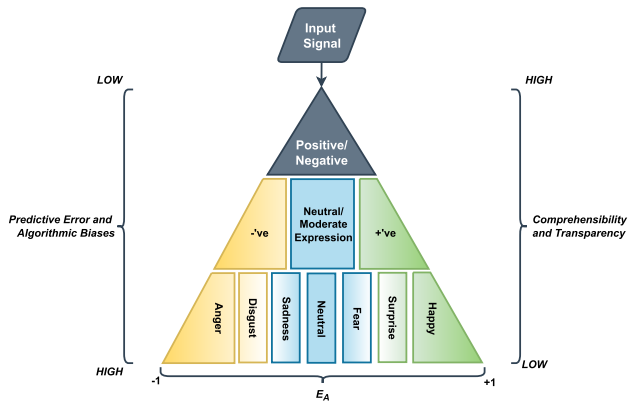 Input
Signal
LOW
HIGH
Positive/
Negative
Predictive Error and
Algorithmic Biases
-'ve
Neutral/
Moderate
Expression
+'ve
Comprehensibility
and Transparency
Anger
Disgust
Sadness
Neutral
Fear
Surprise
Happy
HIGH
LOW
-1
+1
E_A